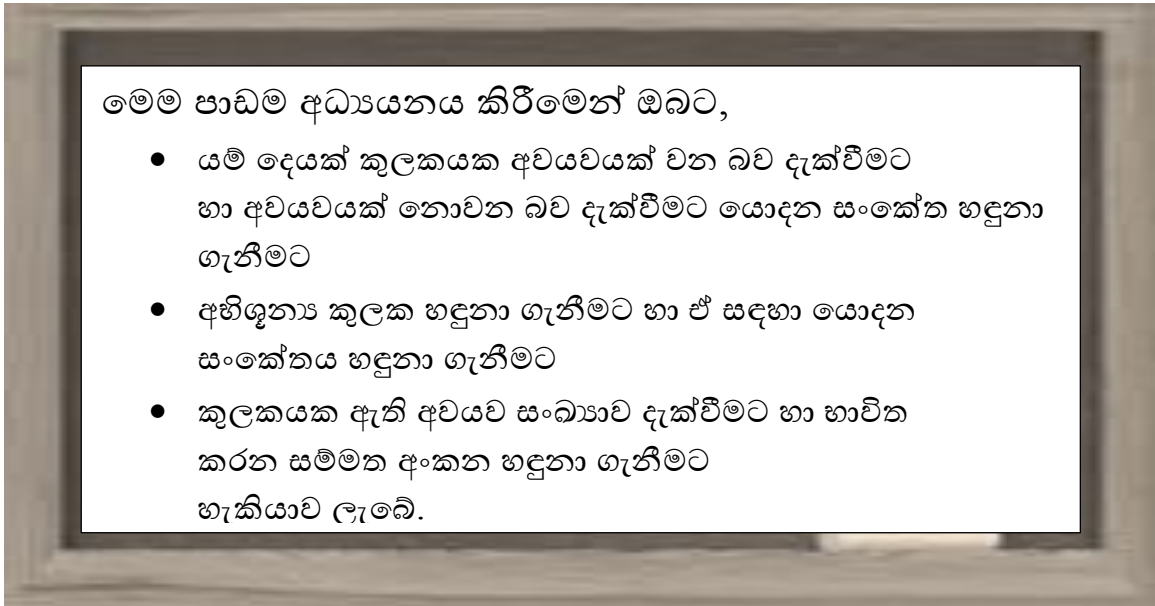 මෙම පාඩම අධ්‍යයනය කිරීමෙන් ඔබට,
• යම් දෙයක් කුලකයක අවයවයක් වන බව දැක්වීමට
හා අවයවයක් නොවන බව දැක්වීමට යොදන සංකේත හඳුනා
ගැනීමට
• අභිශූන්‍ය කුලක හඳුනා ගැනීමට හා ඒ සඳහා යොදන
සංකේතය හඳුනා ගැනීමට
• කුලකයක ඇති අවයව සංඛ්‍යාව දැක්වීමට හා භාවිත
කරන සම්මත අංකන හඳුනා ගැනීමට
හැකියාව ලැබේ.